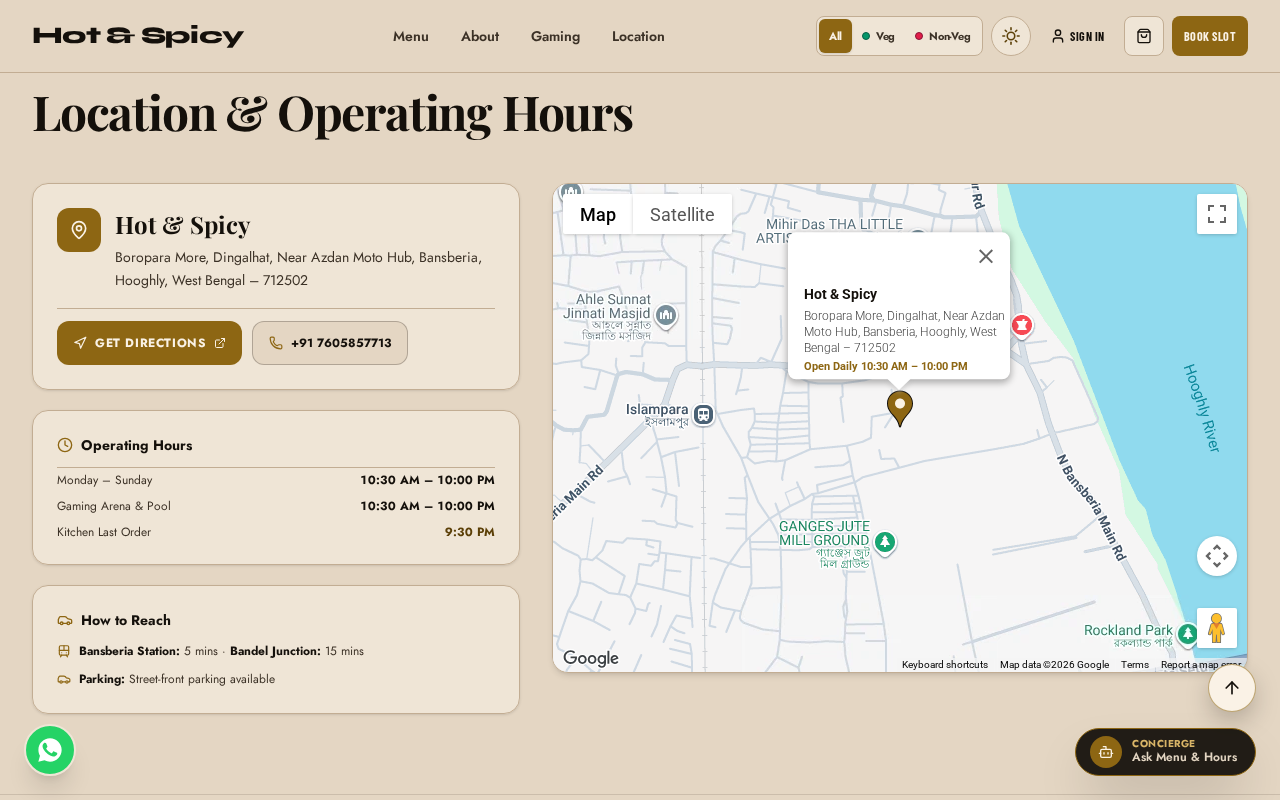 Hot & Spicy
Menu
About
Gaming
Location
All
Veg
Non-Veg
SIGN IN
BOOK SLOT
Location & Operating Hours
Hot & Spicy
Boropara More, Dingalhat, Near Azdan Moto Hub, Bansberia,
Hooghly, West Bengal – 712502
GET DIRECTIONS
+91 7605857713
Operating Hours
Monday – Sunday
10:30 AM – 10:00 PM
Gaming Arena & Pool
10:30 AM – 10:00 PM
Kitchen Last Order
9:30 PM
How to Reach
Bansberia Station: 5 mins · Bandel Junction: 15 mins
Parking: Street-front parking available
Map
Satellite
Mihir Das THA LITTLE
Hot & Spicy
Boropara More, Dingalhat, Near Azdan
Moto Hub, Bansberia, Hooghly, West
Bengal – 712502
Open Daily 10:30 AM – 10:00 PM
Ahle Sunnat
Jinnati Masjid
আহলে সুন্নাত
জিন্নাতি মসজিদ
Islampara
ইসলামপুর
Main Rd
GANGES JUTE
MILL GROUND
গ্যাঞ্জেস জুট
মিল গ্রাউন্ড
N Bansberia Main Rd
Hooghly River
Rockland Park
রকল্যান্ড পার্ক
Google
Keyboard shortcuts
Map data ©2026 Google
Terms
Report a map error
CONCIERGE
Ask Menu & Hours